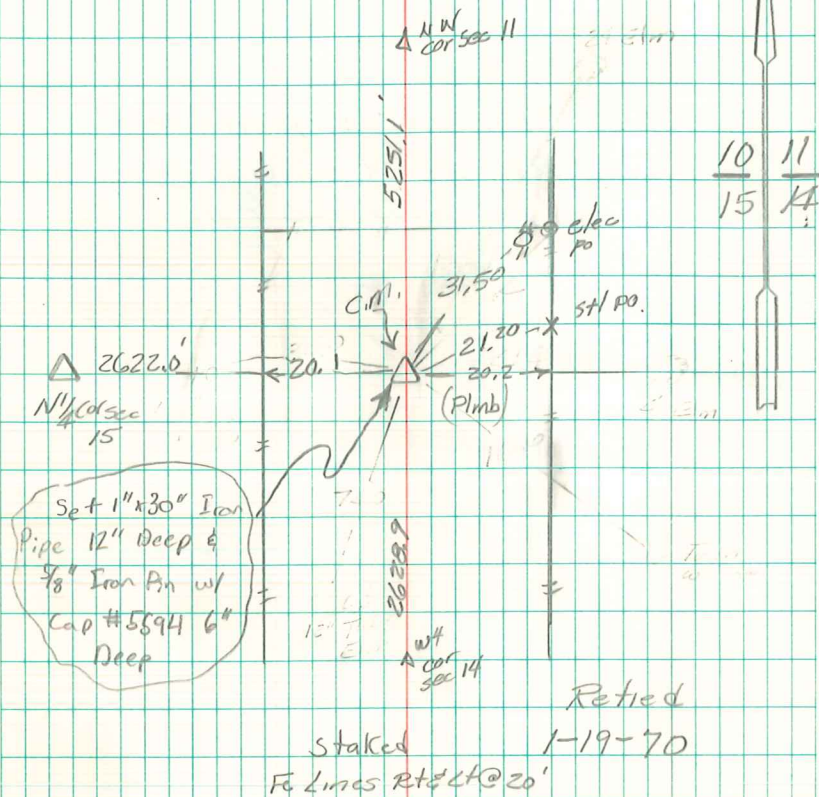 NW
cor sec 11
5251.1'
10 11
15 14
elec
po
31.50
C.M.
stl po.
21.20
2622.0'
20.1
20.2
N 1/4 cor sec
15
(Plmb)
Set 1"x30" Iron
Pipe 12" Deep &
5/8" Iron Pin w/
Cap #5594 6"
Deep
2628.9
W4
cor
sec 14
Retied
1-19-70
Staked
Fe Lines Rt & Lt @ 20'